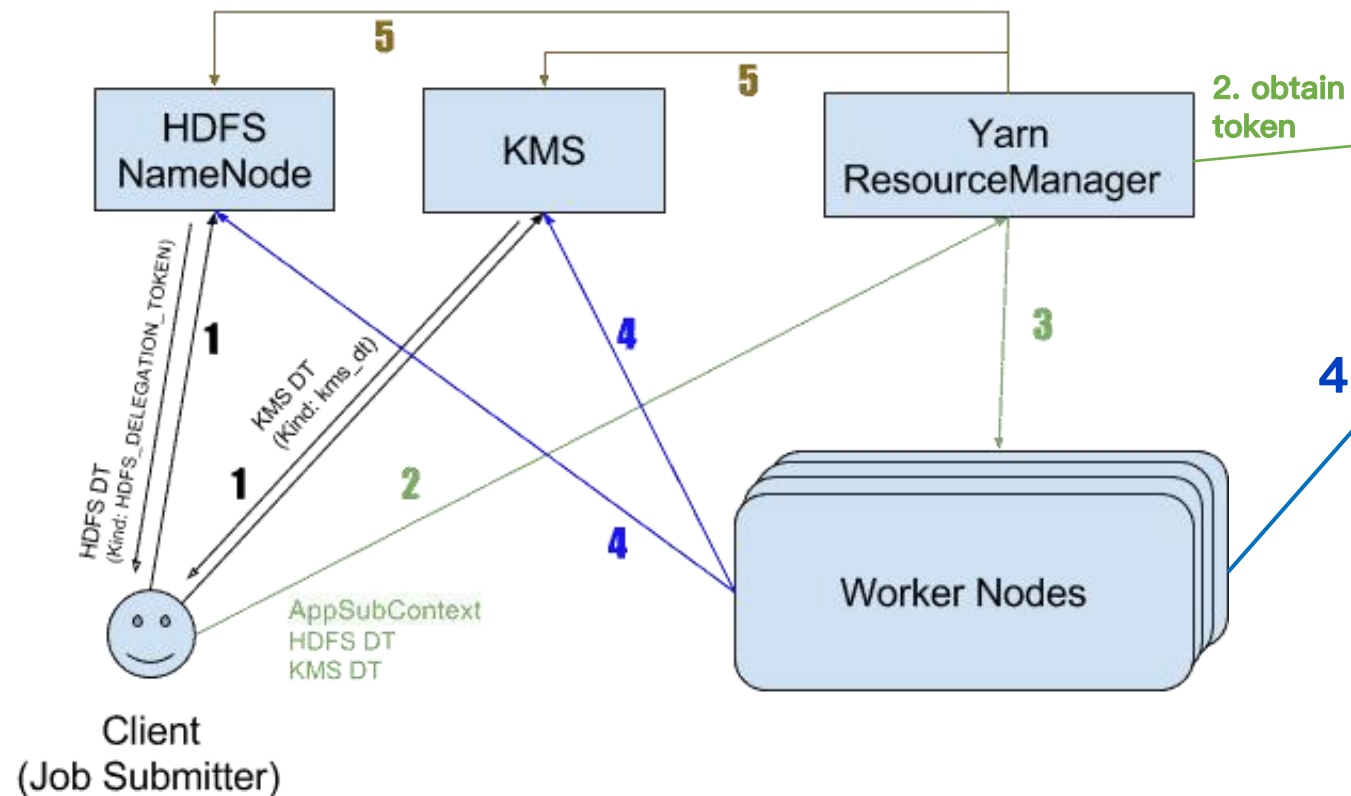 5
5
HDFS
NameNode
KMS
Yarn
ResourceManager
2. obtain
token
HDFS DT
(Kind: HDFS_DELEGATION_TOKEN)
1
KMS DT
(Kind: kms_dt)
1
2
4
4
3
4
AppSubContext
HDFS DT
KMS DT
Worker Nodes
Client
(Job Submitter)